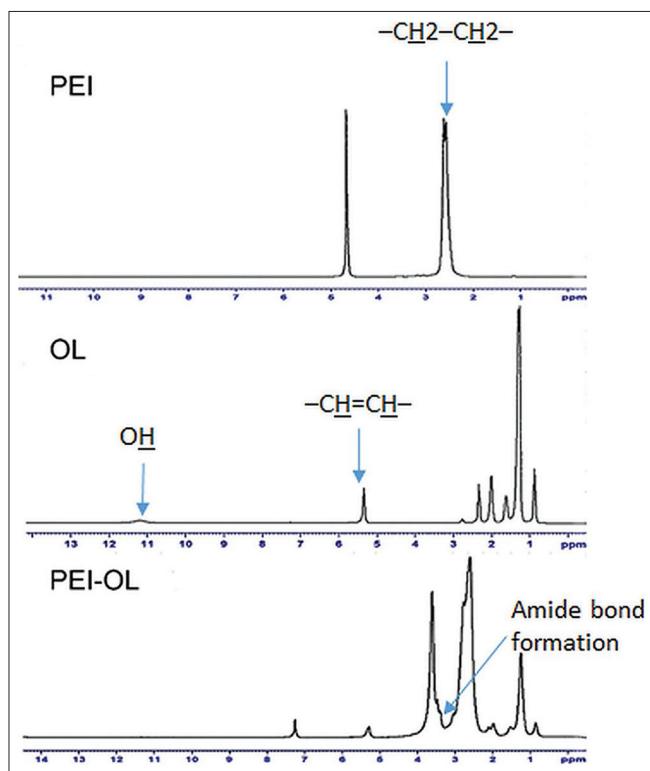 –CH2–CH2–
PEI
11 10 9 8 7 6 5 4 3 2 1 ppm
OL
–CH=CH–
OH
13 12 11 10 9 8 7 6 5 4 3 2 1 ppm
PEI-OL
Amide bond
formation
14 13 12 11 10 9 8 7 6 5 4 3 2 1 ppm